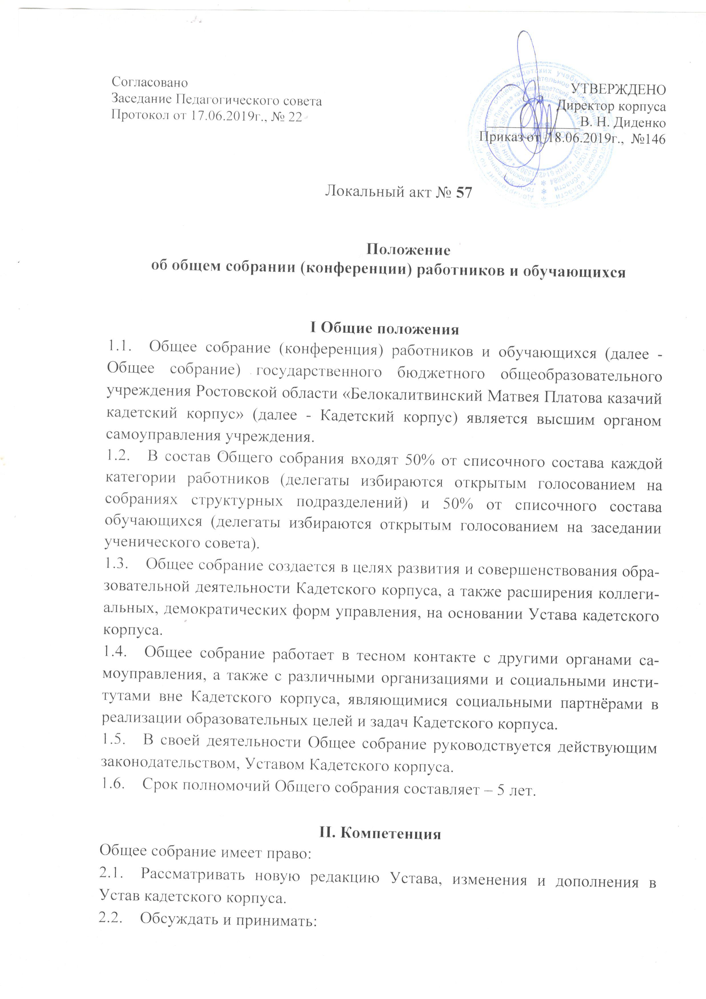 Согласовано
Заседание Педагогического совета
Протокол от 17.06.2019г., № 22
УТВЕРЖДЕНО
Директор корпуса
В. Н. Диденко
Приказ от 18.06.2019г., №146
Локальный акт № 57
Положение
об общем собрании (конференции) работников и обучающихся
I Общие положения
1.1. Общее собрание (конференция) работников и обучающихся (далее -
Общее собрание) государственного бюджетного общеобразовательного
учреждения Ростовской области «Белокалитвинский Матвея Платова казачий
кадетский корпус» (далее - Кадетский корпус) является высшим органом
самоуправления учреждения.
1.2. В состав Общего собрания входят 50% от списочного состава каждой
категории работников (делегаты избираются открытым голосованием на
собраниях структурных подразделений) и 50% от списочного состава
обучающихся (делегаты избираются открытым голосованием на заседании
ученического совета).
1.3. Общее собрание создается в целях развития и совершенствования обра-
зовательной деятельности Кадетского корпуса, а также расширения коллеги-
альных, демократических форм управления, на основании Устава кадетского
корпуса.
1.4. Общее собрание работает в тесном контакте с другими органами са-
моуправления, а также с различными организациями и социальными инсти-
тутами вне Кадетского корпуса, являющимися социальными партнёрами в
реализации образовательных целей и задач Кадетского корпуса.
1.5. В своей деятельности Общее собрание руководствуется действующим
законодательством, Уставом Кадетского корпуса.
1.6. Срок полномочий Общего собрания составляет – 5 лет.
II. Компетенция
Общее собрание имеет право:
2.1. Рассматривать новую редакцию Устава, изменения и дополнения в
Устав кадетского корпуса.
2.2. Обсуждать и принимать: